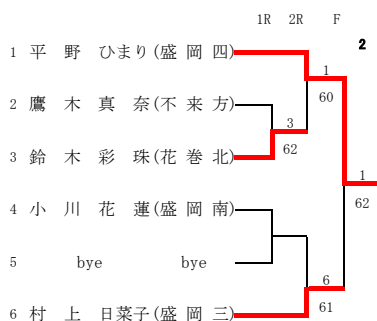 1R 2R F
2
1 平 野 ひまり(盛 岡 四)
1
60
2 鷹 木 真 奈(不 来 方)
3
62
3 鈴 木 彩 珠(花 巻 北)
1
62
4 小 川 花 蓮(盛 岡 南)
5 bye bye
6
61
6 村 上 日菜子(盛 岡 三)